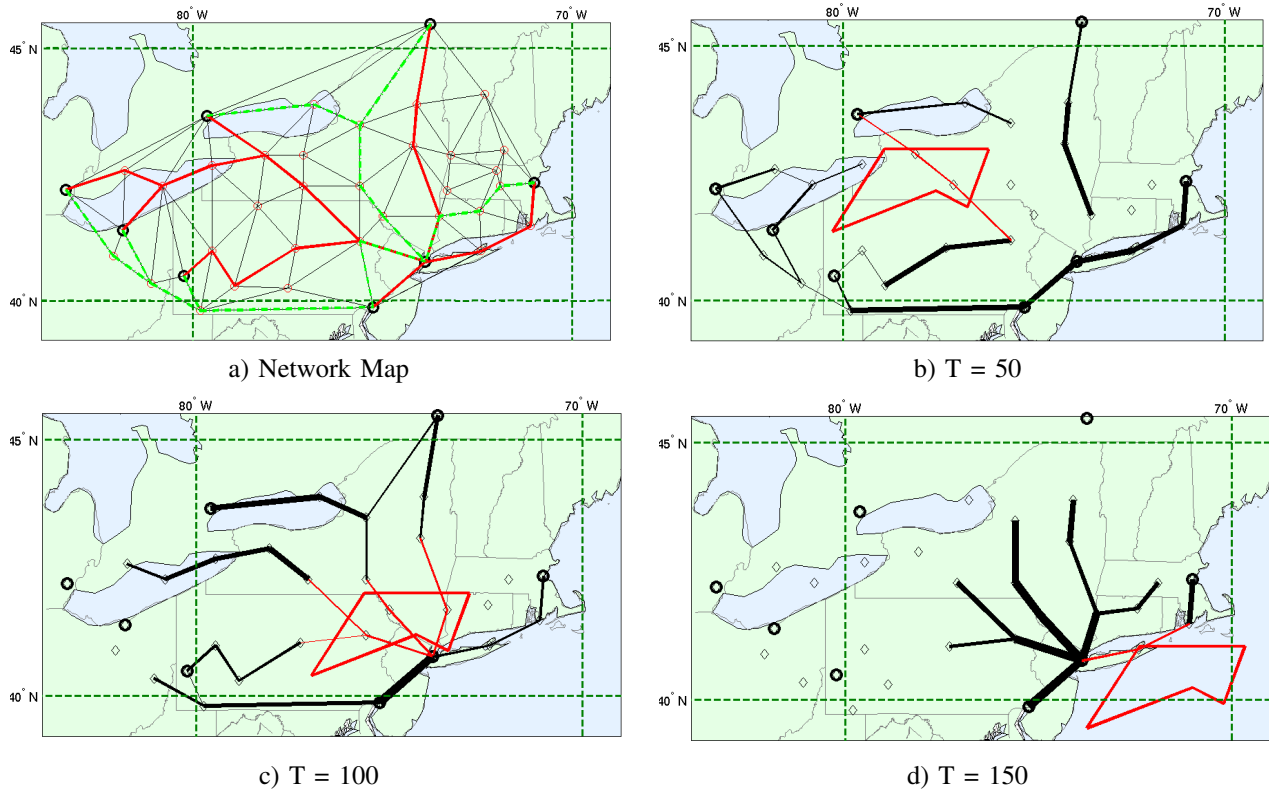 80° W 70° W
45° N
40° N
a) Network Map
80° W 70° W
45° N
40° N
b) T = 50
80° W 70° W
45° N
40° N
c) T = 100
80° W 70° W
45° N
40° N
d) T = 150